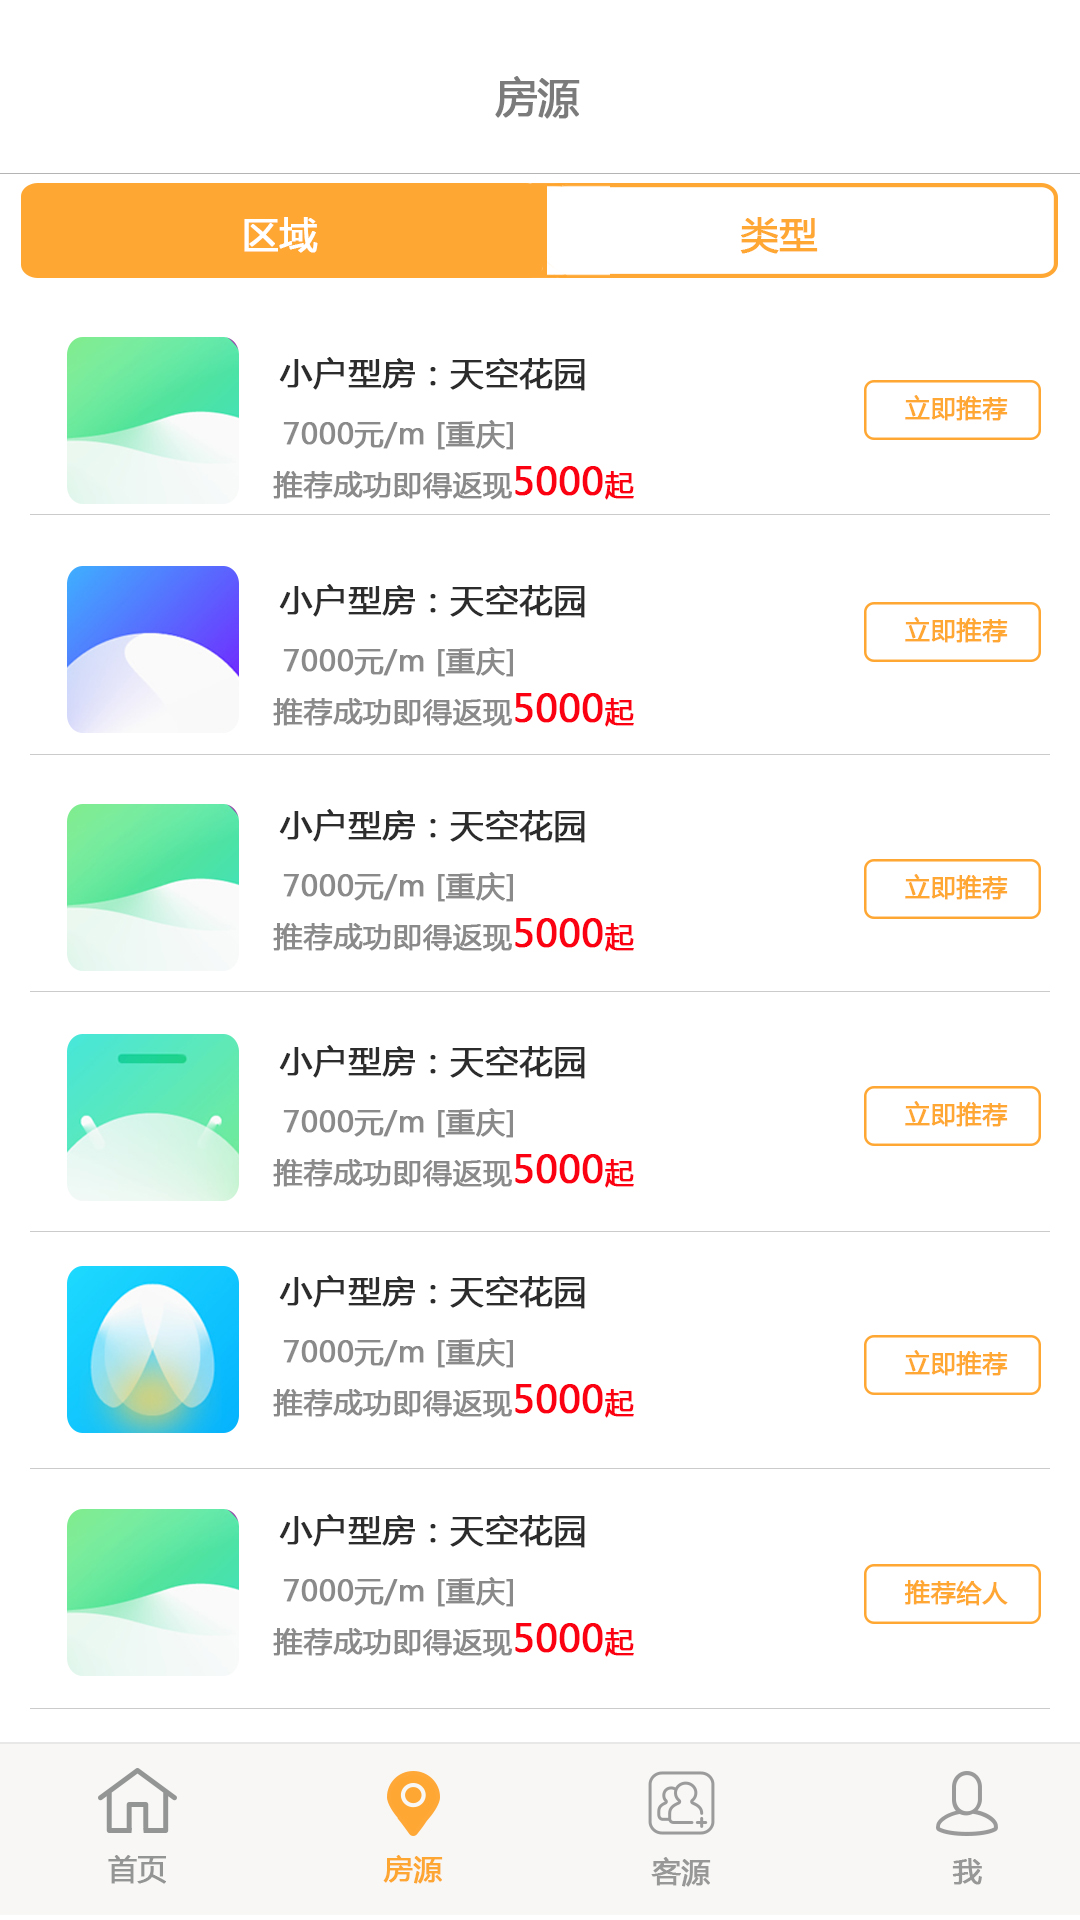 房源
区域 类型
小户型房：天空花园
7000元/m [重庆]
立即推荐
推荐成功即得返现5000起
小户型房：天空花园
7000元/m [重庆]
立即推荐
推荐成功即得返现5000起
小户型房：天空花园
7000元/m [重庆]
立即推荐
推荐成功即得返现5000起
小户型房：天空花园
7000元/m [重庆]
立即推荐
推荐成功即得返现5000起
小户型房：天空花园
7000元/m [重庆]
立即推荐
推荐成功即得返现5000起
小户型房：天空花园
7000元/m [重庆]
推荐给人
推荐成功即得返现5000起
首页 房源 客源 我